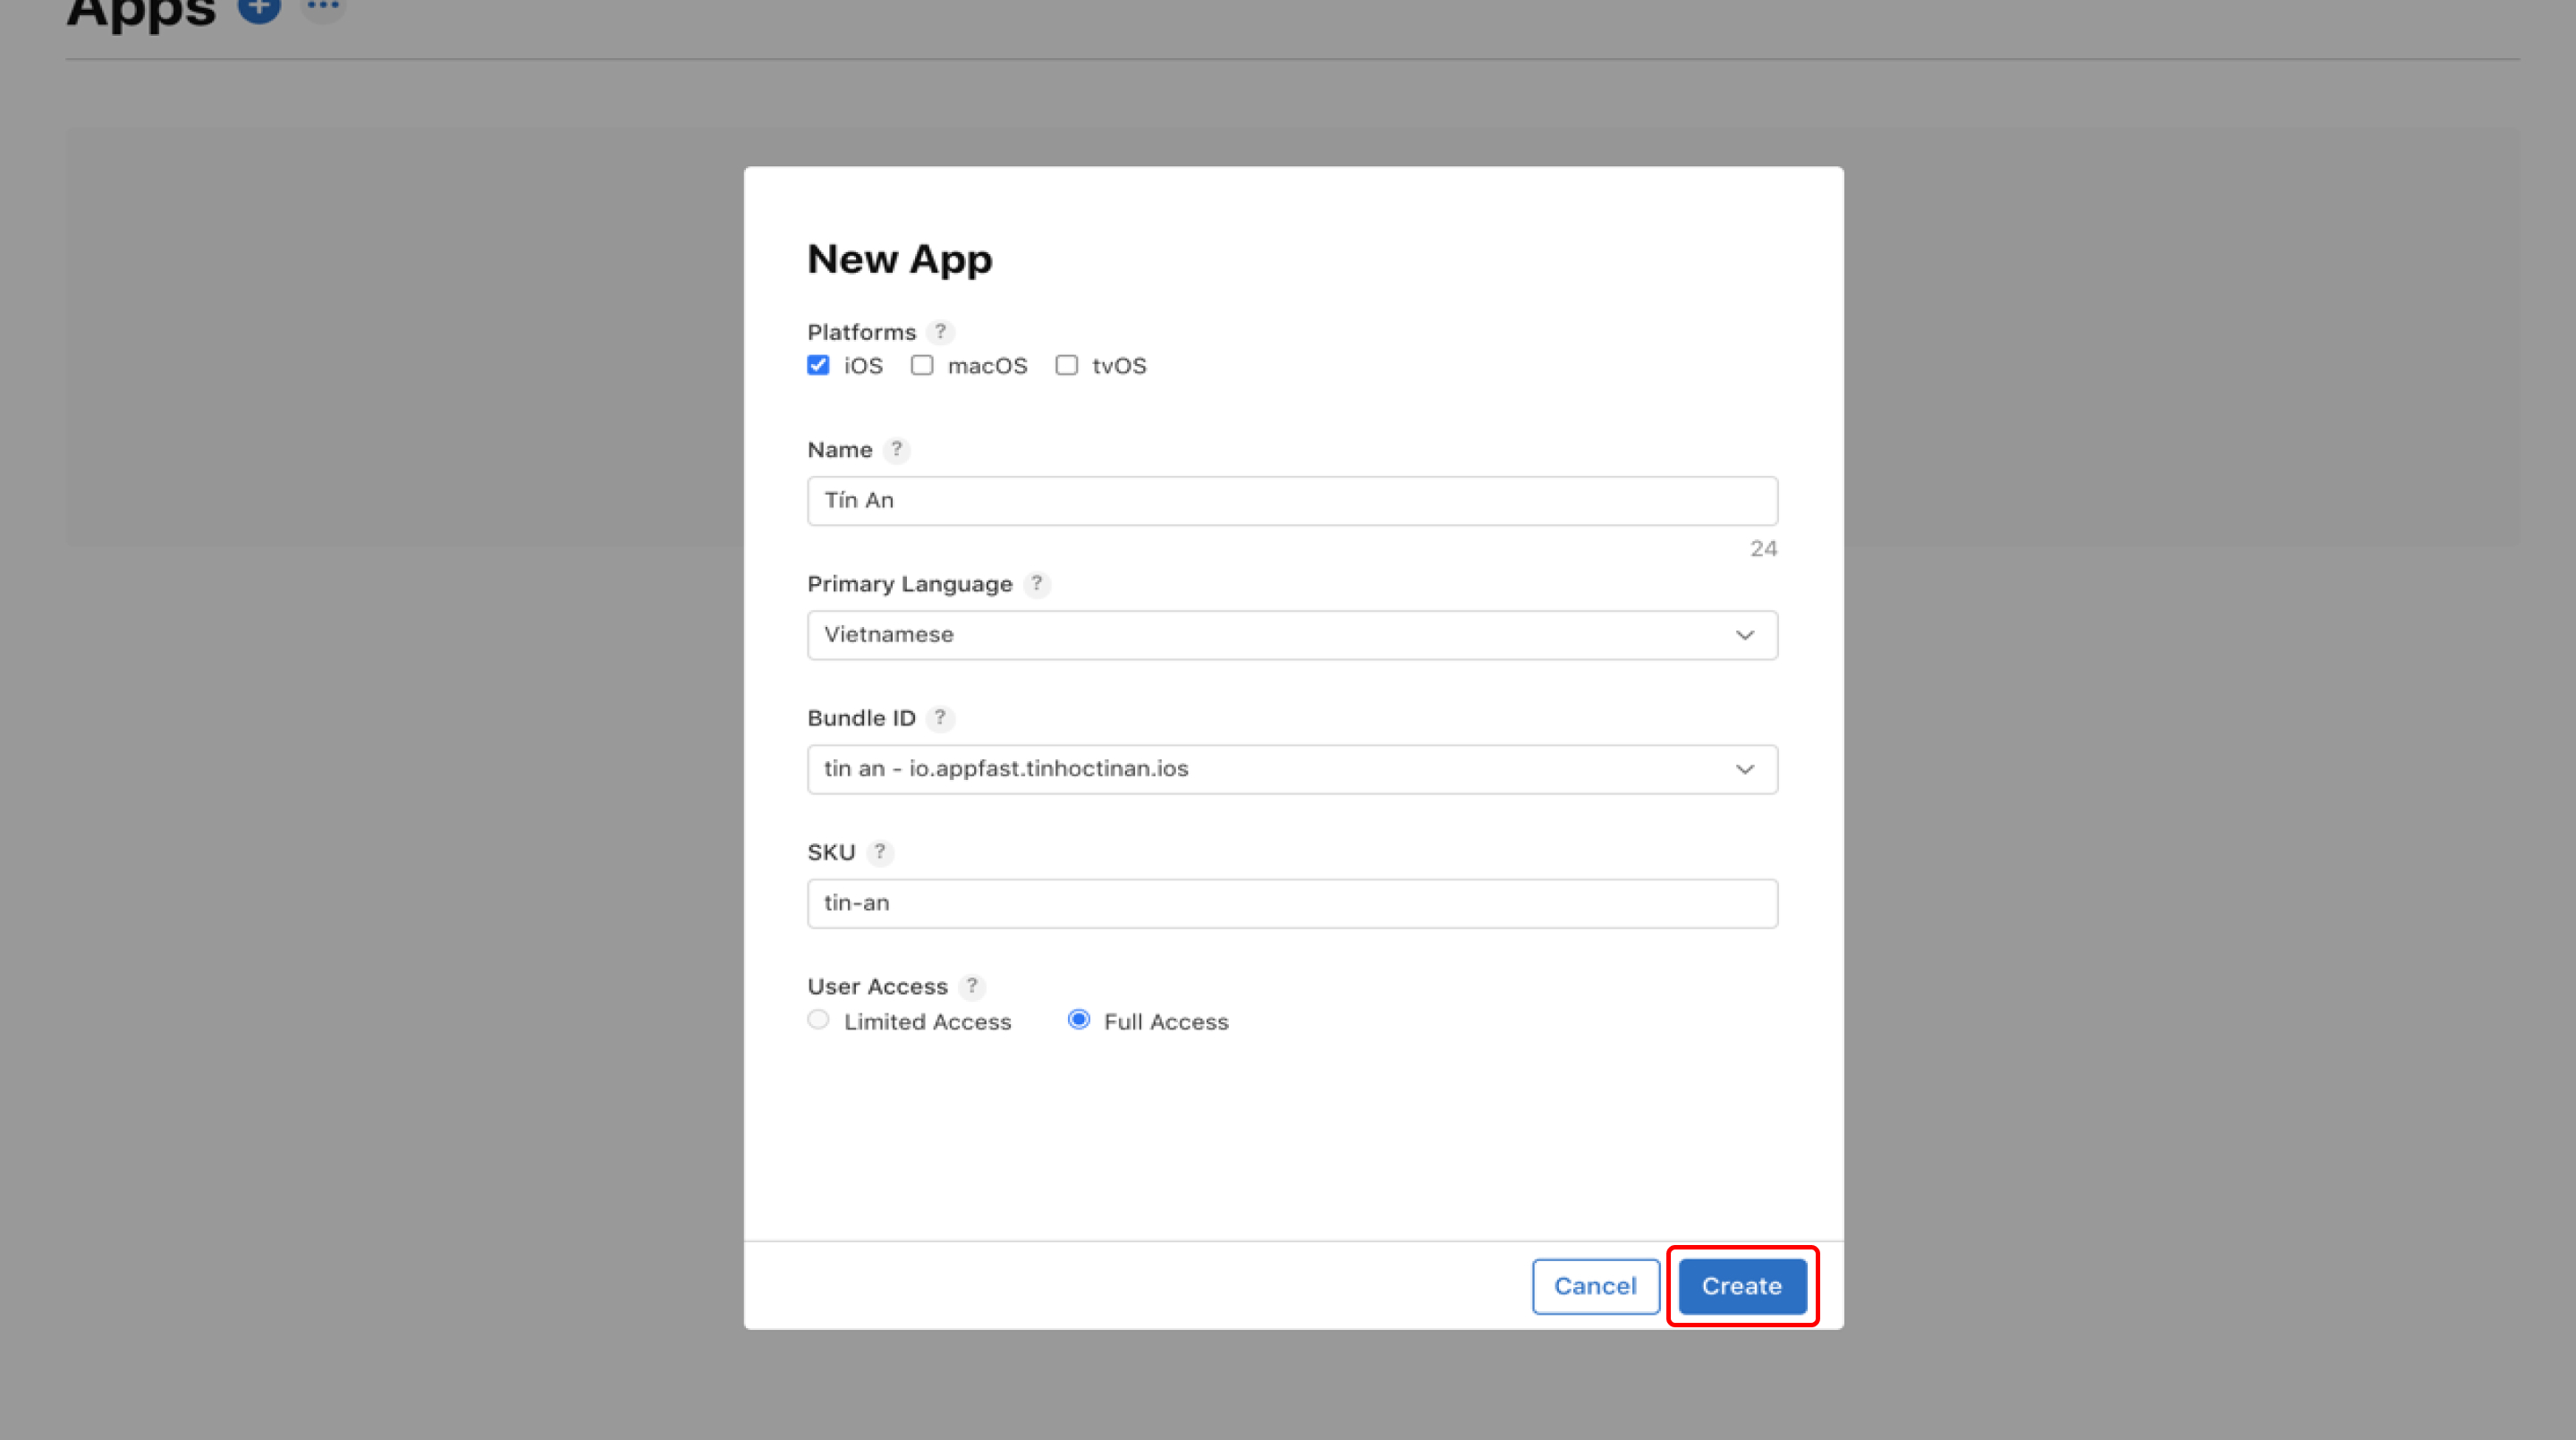 Apps
New App
Platforms ?
iOS macOS tvOS
Name ?
Tín An
24
Primary Language ?
Vietnamese
Bundle ID ?
tin an - io.appfast.tinhoctinan.ios
SKU ?
tin-an
User Access ?
Limited Access Full Access
Cancel Create